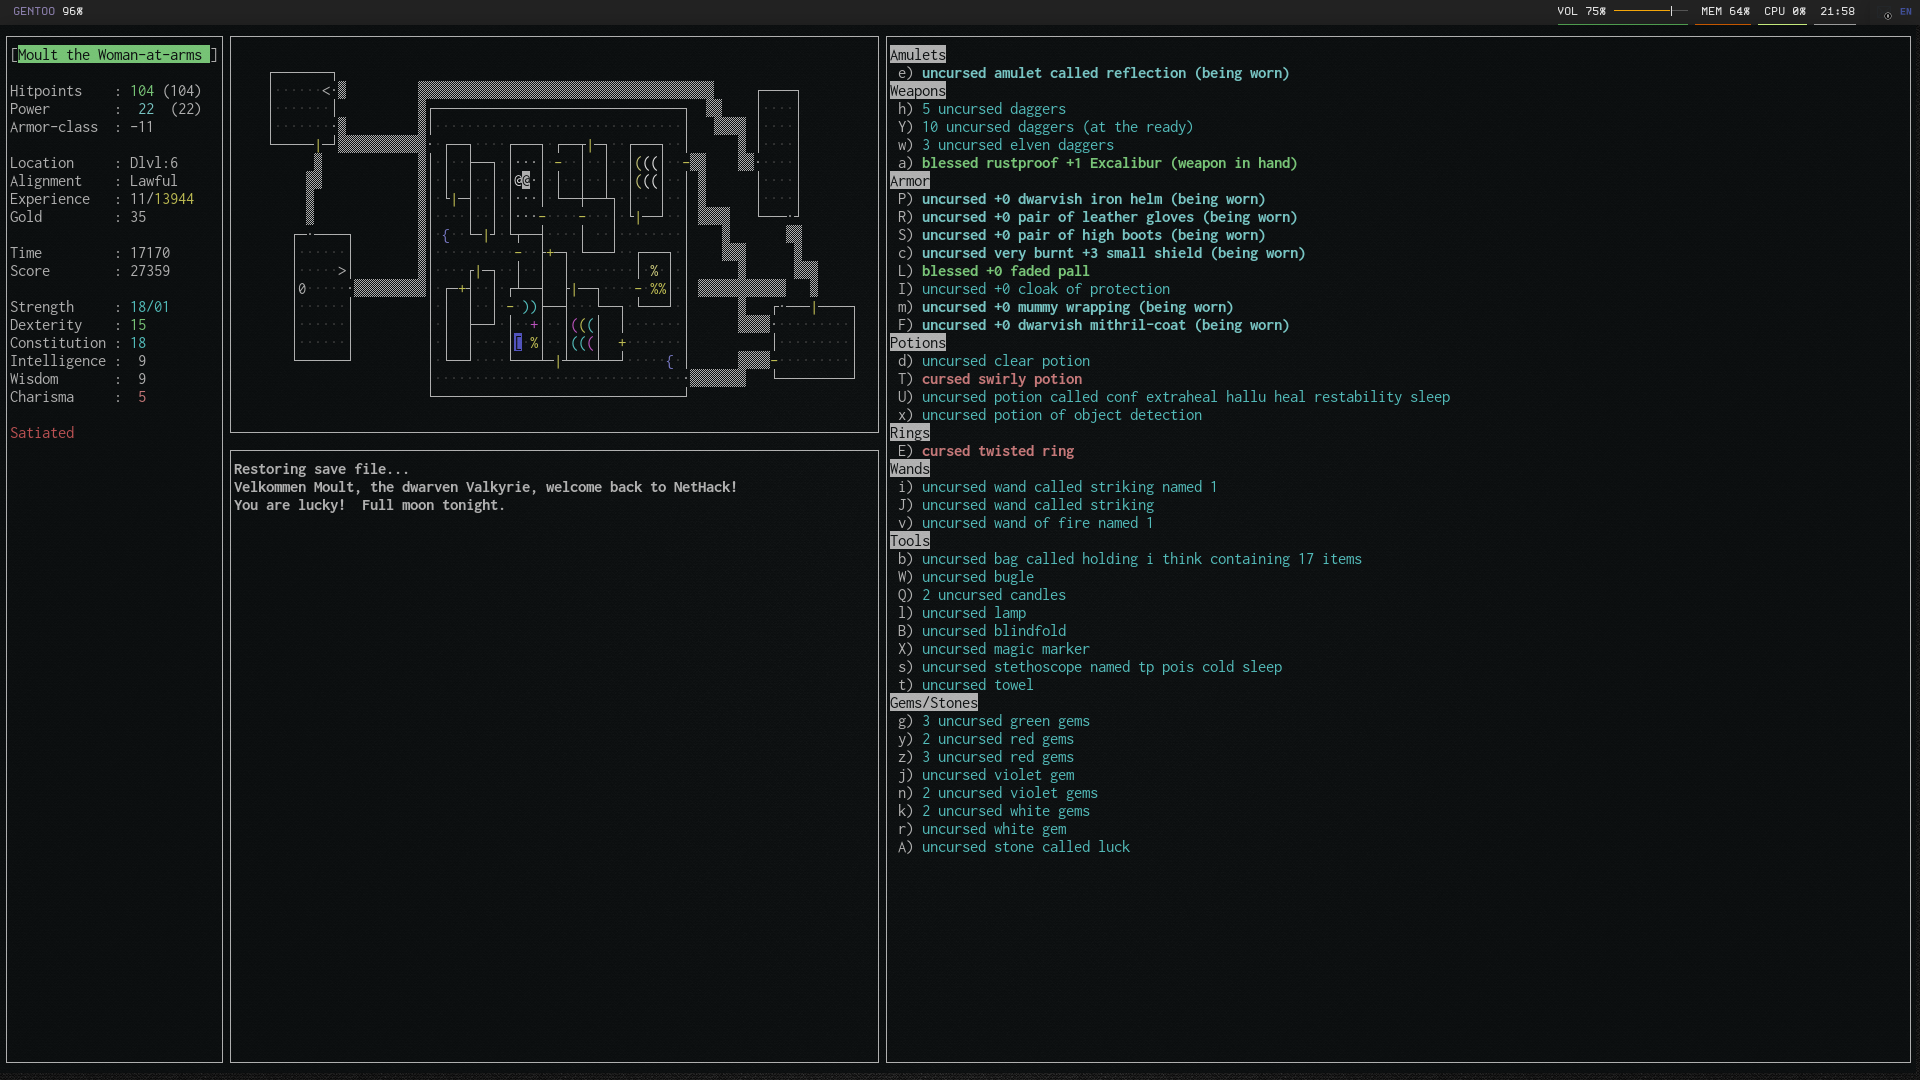 GENTOO 96% VOL 75% MEM 64% CPU 0% 21:58 EN
[Moult the Woman-at-arms ]
Hitpoints : 104 (104)
Power : 22 (22)
Armor-class : -11
Location : Dlvl:6
Alignment : Lawful
Experience : 11/13944
Gold : 35
Time : 17170
Score : 27359
Strength : 18/01
Dexterity : 15
Constitution : 18
Intelligence : 9
Wisdom : 9
Charisma : 5
Satiated
Restoring save file...
Velkommen Moult, the dwarven Valkyrie, welcome back to NetHack!
You are lucky! Full moon tonight.
Amulets
e) uncursed amulet called reflection (being worn)
Weapons
h) 5 uncursed daggers
Y) 10 uncursed daggers (at the ready)
w) 3 uncursed elven daggers
a) blessed rustproof +1 Excalibur (weapon in hand)
Armor
P) uncursed +0 dwarvish iron helm (being worn)
R) uncursed +0 pair of leather gloves (being worn)
S) uncursed +0 pair of high boots (being worn)
c) uncursed very burnt +3 small shield (being worn)
L) blessed +0 faded pall
I) uncursed +0 cloak of protection
m) uncursed +0 mummy wrapping (being worn)
F) uncursed +0 dwarvish mithril-coat (being worn)
Potions
d) uncursed clear potion
T) cursed swirly potion
U) uncursed potion called conf extraheal hallu heal restability sleep
x) uncursed potion of object detection
Rings
E) cursed twisted ring
Wands
i) uncursed wand called striking named 1
J) uncursed wand called striking
v) uncursed wand of fire named 1
Tools
b) uncursed bag called holding i think containing 17 items
W) uncursed bugle
Q) 2 uncursed candles
l) uncursed lamp
B) uncursed blindfold
X) uncursed magic marker
s) uncursed stethoscope named tp pois cold sleep
t) uncursed towel
Gems/Stones
g) 3 uncursed green gems
y) 2 uncursed red gems
z) 3 uncursed red gems
j) uncursed violet gem
n) 2 uncursed violet gems
k) 2 uncursed white gems
r) uncursed white gem
A) uncursed stone called luck